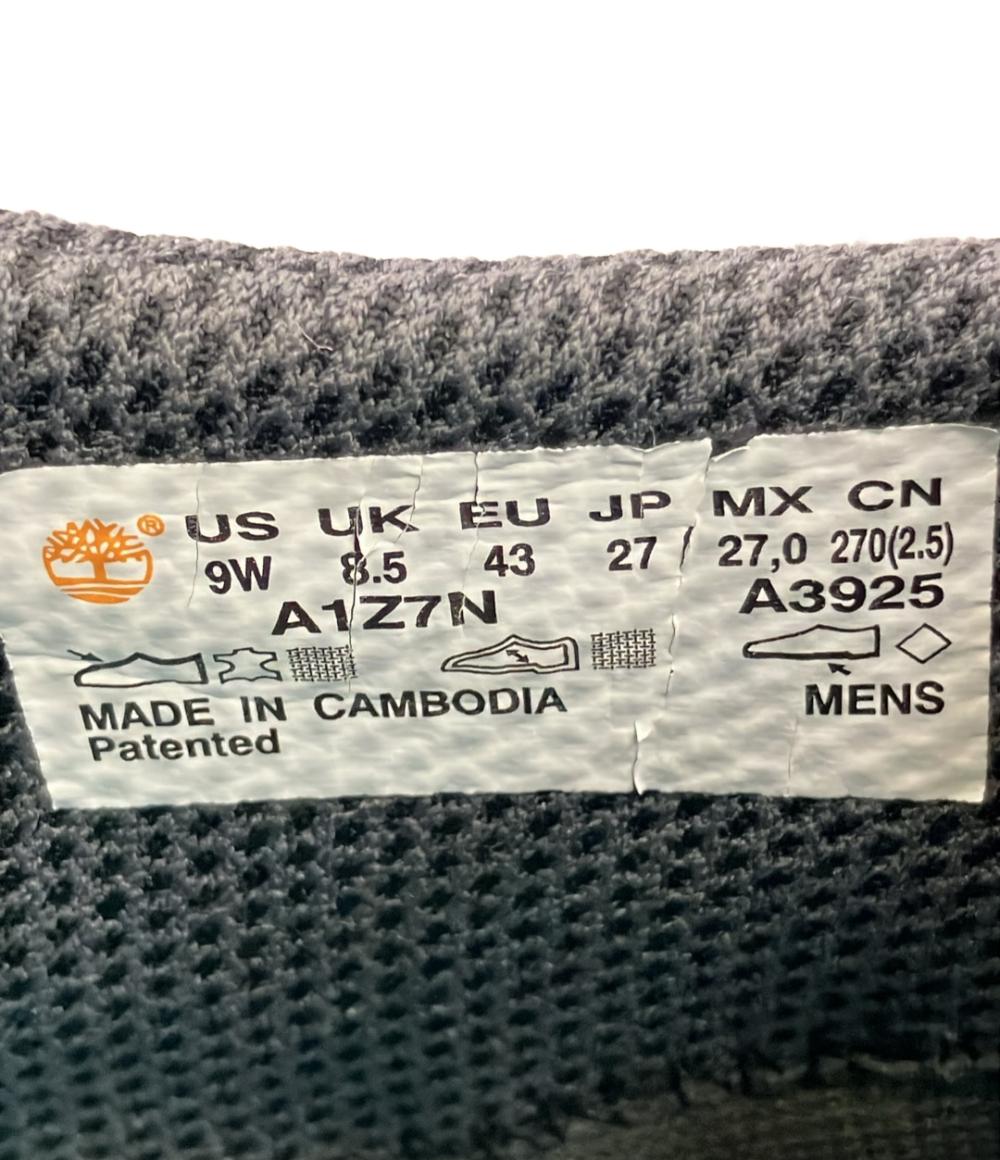 ® US UK EU JP MX CN
9W 8.5 43 27 / 27,0 270(2.5)
A1Z7N A3925
MADE IN CAMBODIA MENS
Patented